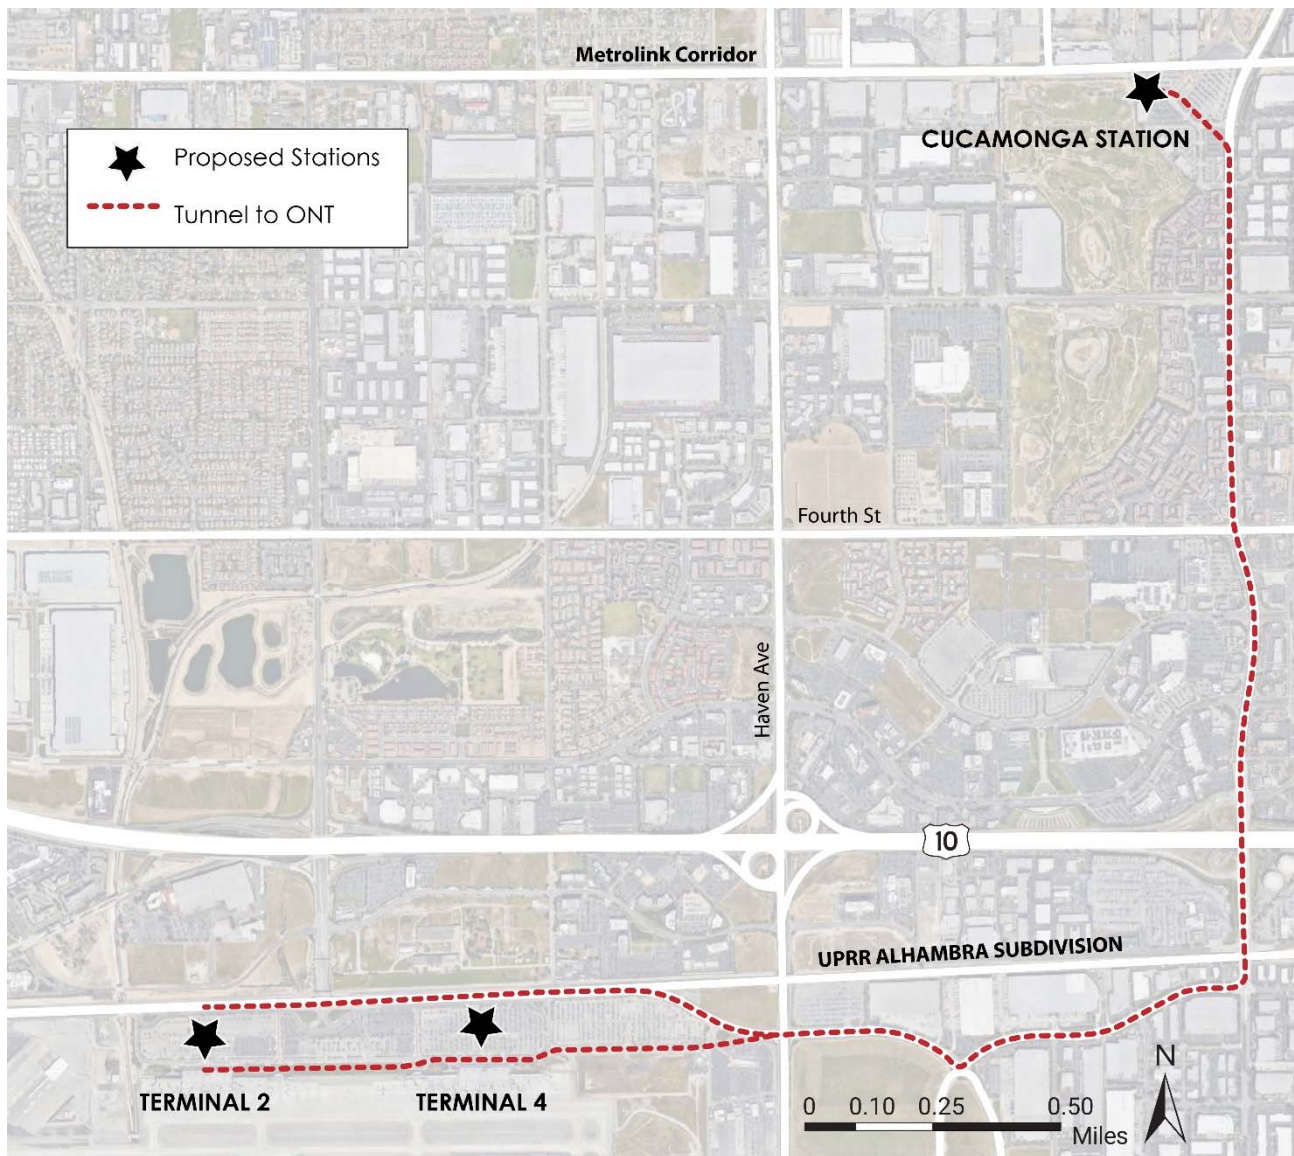 Metrolink Corridor
CUCAMONGA STATION
Proposed Stations
Tunnel to ONT
Fourth St
Haven Ave
10
UPRR ALHAMBRA SUBDIVISION
TERMINAL 2
TERMINAL 4
N
0 0.10 0.25 0.50
Miles